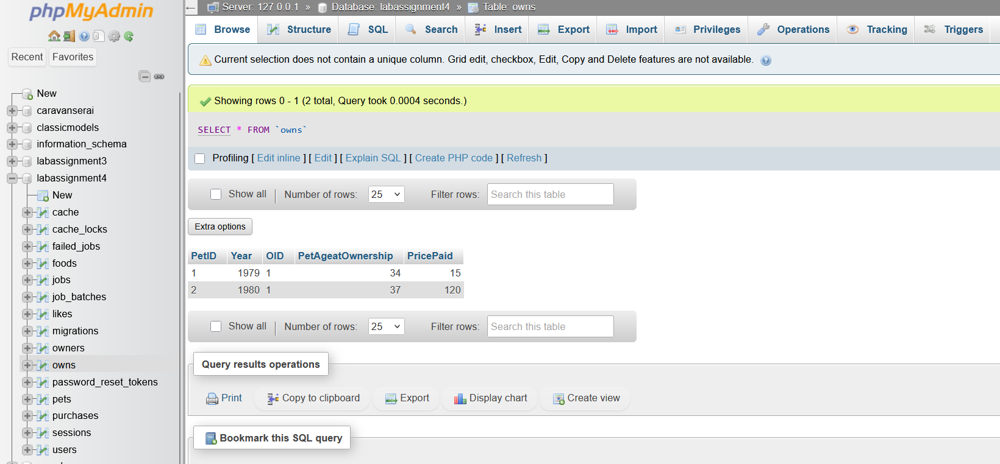 phpMyAdmin
Recent Favorites
New
caravanserai
classicmodels
information_schema
labassignment3
labassignment4
New
cache
cache_locks
failed_jobs
foods
jobs
job_batches
likes
migrations
owners
owns
password_reset_tokens
pets
purchases
sessions
users
← Server: 127.0.0.1 » Database: labassignment4 » Table: owns
Browse Structure SQL Search Insert Export Import Privileges Operations Tracking Triggers
Current selection does not contain a unique column. Grid edit, checkbox, Edit, Copy and Delete features are not available.
Showing rows 0 - 1 (2 total, Query took 0.0004 seconds.)
SELECT * FROM `owns`
Profiling [ Edit inline ] [ Edit ] [ Explain SQL ] [ Create PHP code ] [ Refresh ]
Show all | Number of rows: 25 Filter rows: Search this table
Extra options
PetID Year OID PetAgeatOwnership PricePaid
1 1979 1 34 15
2 1980 1 37 120
Show all | Number of rows: 25 Filter rows: Search this table
Query results operations
Print Copy to clipboard Export Display chart Create view
Bookmark this SQL query